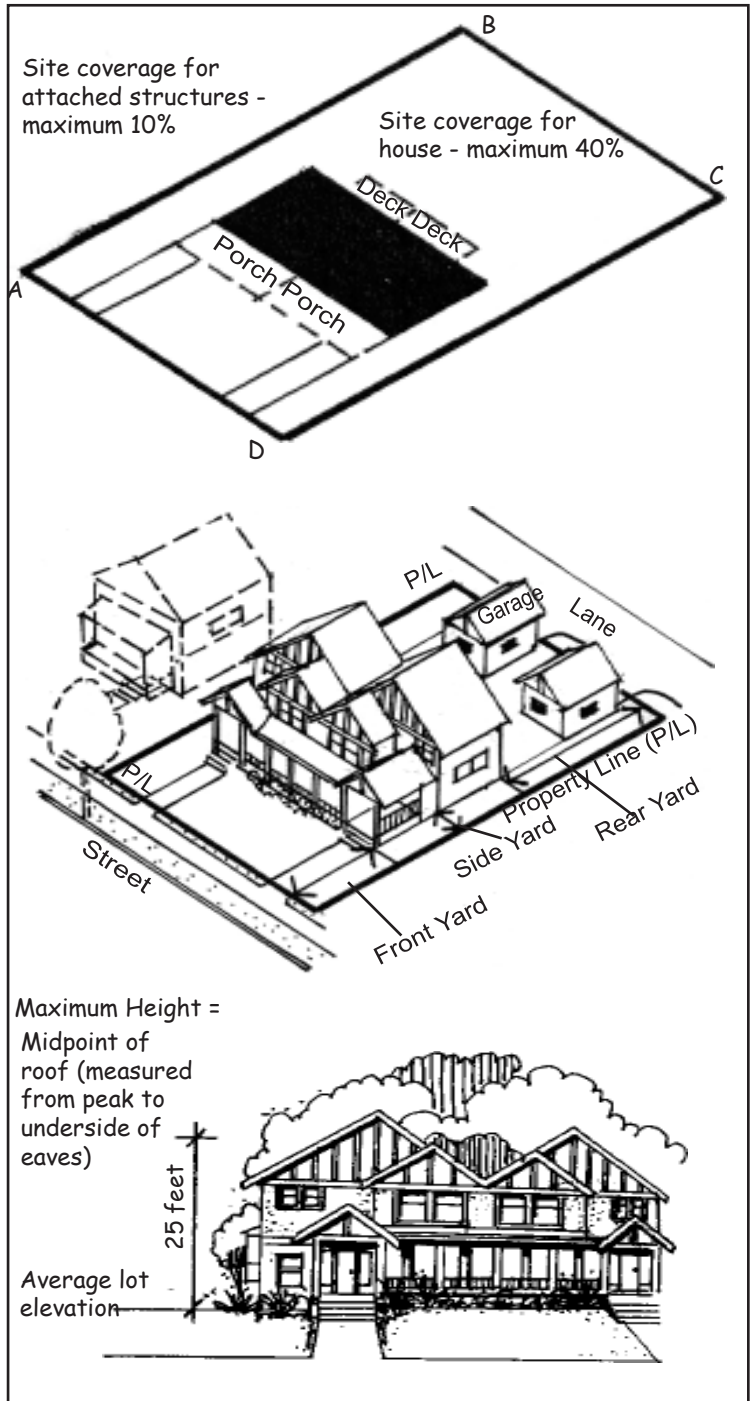 B
Site coverage for
attached structures -
maximum 10%
Site coverage for
house - maximum 40%
C
Deck Deck
Porch Porch
A
D
P/L
Garage
Lane
P/L
Property Line (P/L)
Rear Yard
Side Yard
Street
Front Yard
Maximum Height =
Midpoint of
roof (measured
from peak to
underside of
eaves)
25 feet
Average lot
elevation